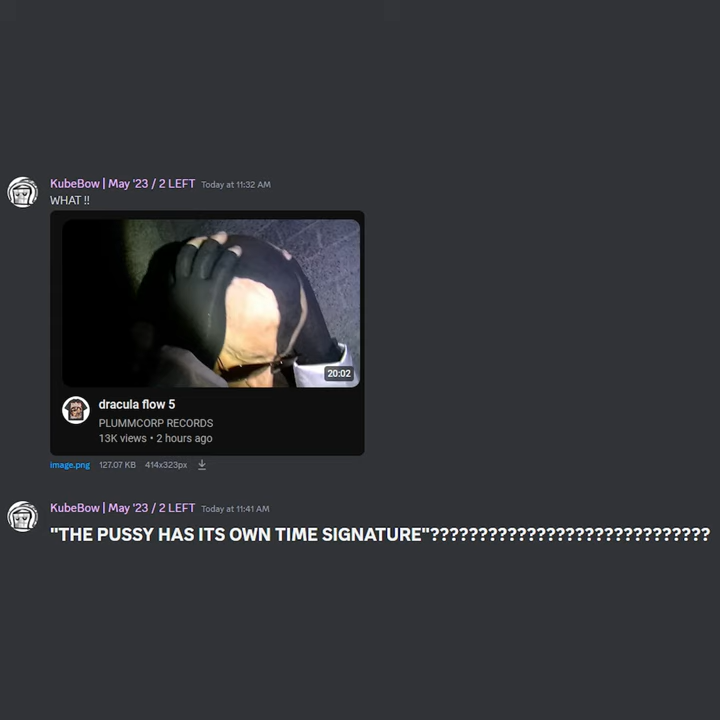 KubeBow | May '23 / 2 LEFT Today at 11:32 AM
WHAT !!
20:02
dracula flow 5
PLUMMCORP RECORDS
13K views • 2 hours ago
image.png 127.07 KB 414x323px
KubeBow | May '23 / 2 LEFT Today at 11:41 AM
"THE PUSSY HAS ITS OWN TIME SIGNATURE"?????????????????????????????